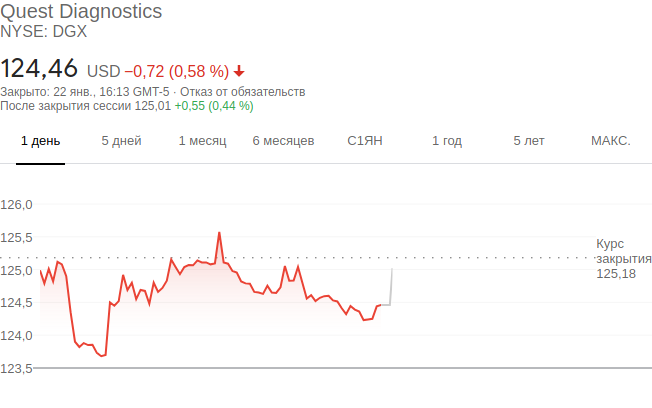 Quest Diagnostics
NYSE: DGX
124,46 USD −0,72 (0,58 %)
Закрыто: 22 янв., 16:13 GMT-5 · Отказ от обязательств
После закрытия сессии 125,01 +0,55 (0,44 %)
1 день 5 дней 1 месяц 6 месяцев С1ЯН 1 год 5 лет МАКС.
126,0
125,5
Курс
закрытия
125,18
125,0
124,5
124,0
123,5